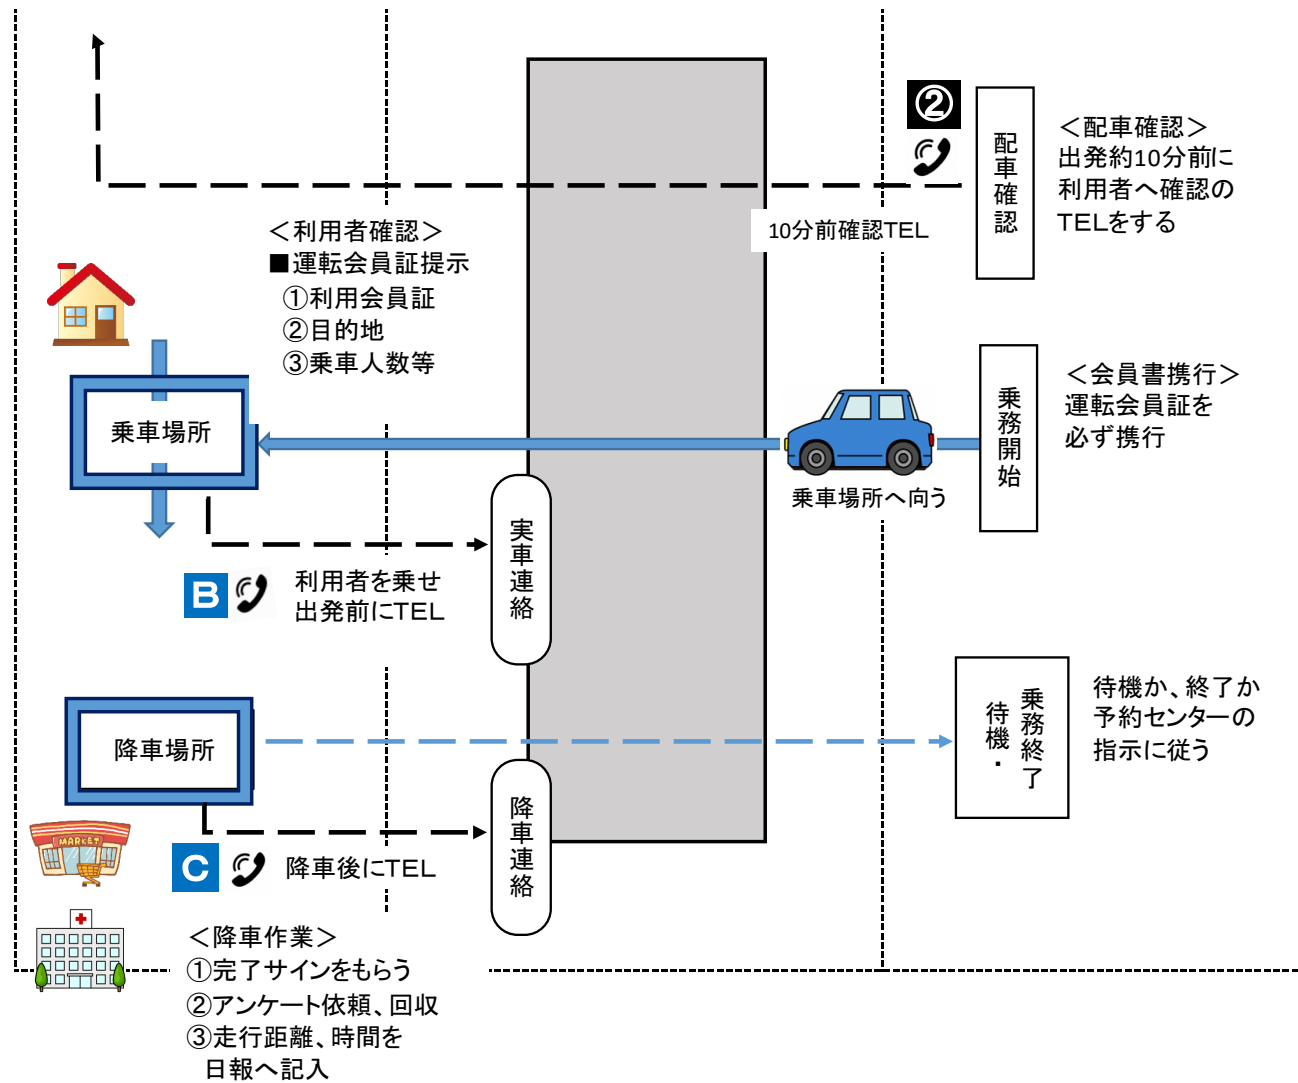 ②
配車確認
＜配車確認＞
出発約10分前に
利用者へ確認の
TELをする
10分前確認TEL
＜利用者確認＞
■運転会員証提示
①利用会員証
②目的地
③乗車人数等
乗車場所
乗車場所へ向う
乗務開始
＜会員書携行＞
運転会員証を
必ず携行
実車連絡
B
利用者を乗せ
出発前にTEL
降車場所
乗務終了
待機・
待機か、終了か
予約センターの
指示に従う
降車連絡
MARKET
C
降車後にTEL
＜降車作業＞
①完了サインをもらう
②アンケート依頼、回収
③走行距離、時間を
日報へ記入